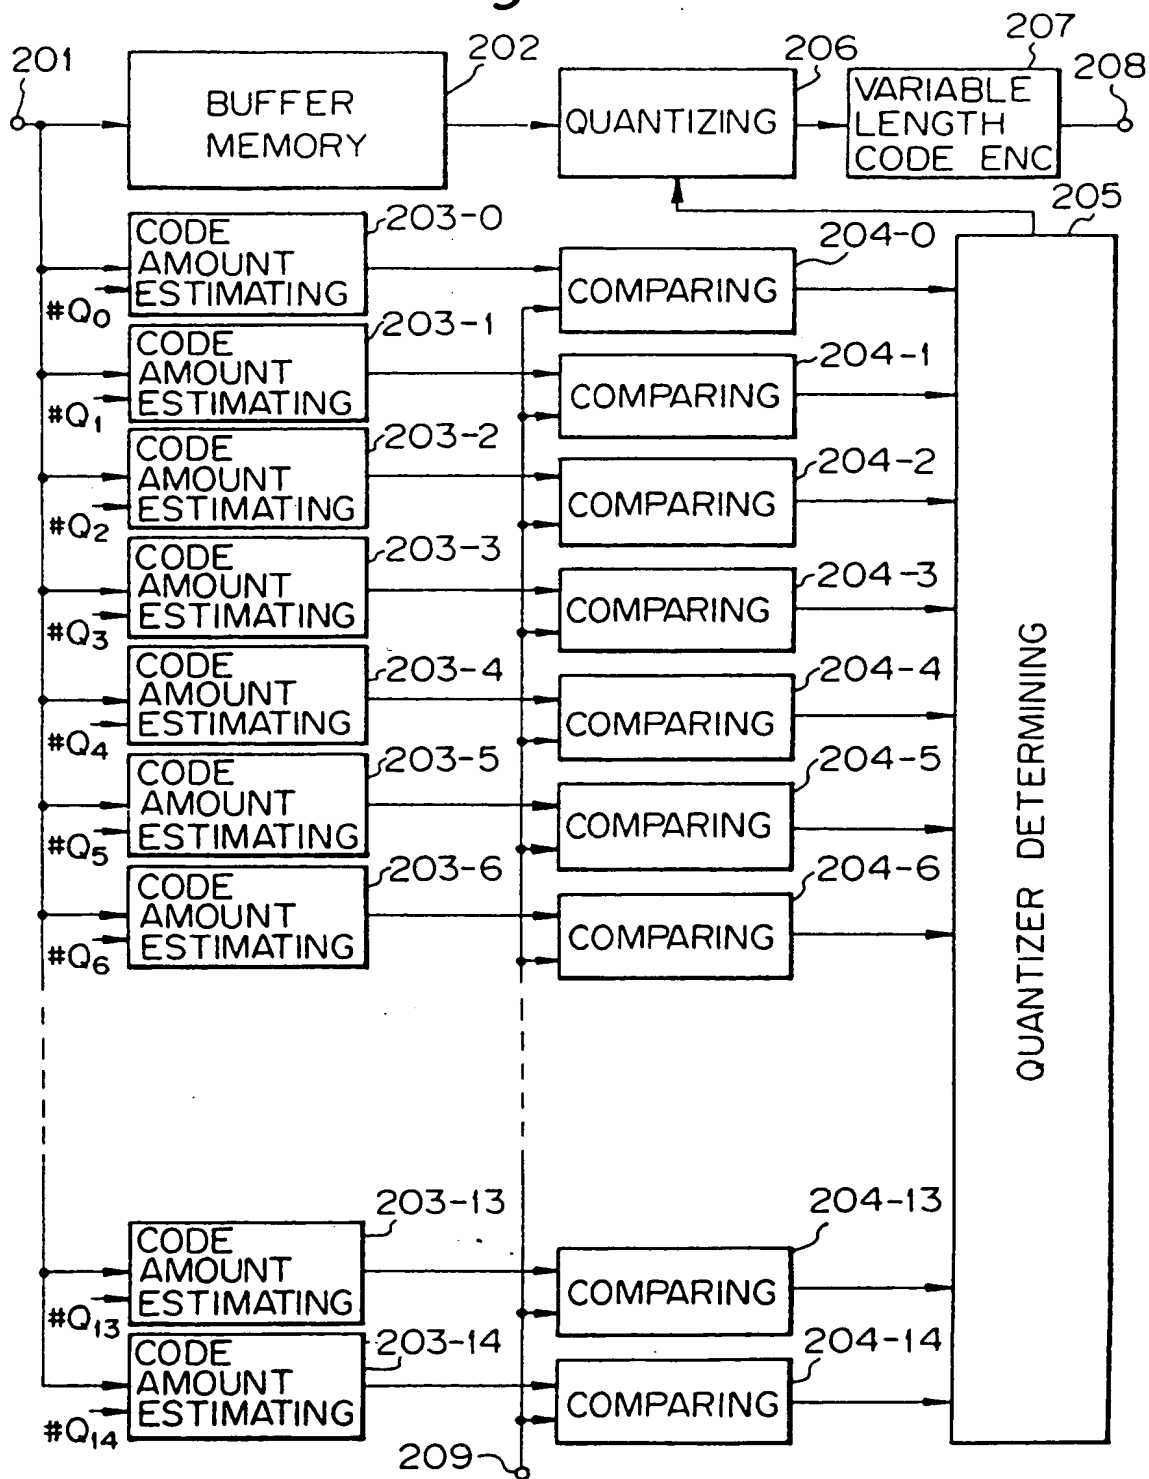 201
202
206
207
208
BUFFER
MEMORY
QUANTIZING
VARIABLE
LENGTH
CODE ENC
205
203-0
CODE
AMOUNT
ESTIMATING
#Q0
204-0
COMPARING
203-1
CODE
AMOUNT
ESTIMATING
#Q1
204-1
COMPARING
203-2
CODE
AMOUNT
ESTIMATING
#Q2
204-2
COMPARING
203-3
CODE
AMOUNT
ESTIMATING
#Q3
204-3
COMPARING
203-4
CODE
AMOUNT
ESTIMATING
#Q4
204-4
COMPARING
203-5
CODE
AMOUNT
ESTIMATING
#Q5
204-5
COMPARING
203-6
CODE
AMOUNT
ESTIMATING
#Q6
204-6
COMPARING
QUANTIZER DETERMINING
203-13
CODE
AMOUNT
ESTIMATING
#Q13
204-13
COMPARING
203-14
CODE
AMOUNT
ESTIMATING
#Q14
204-14
COMPARING
209